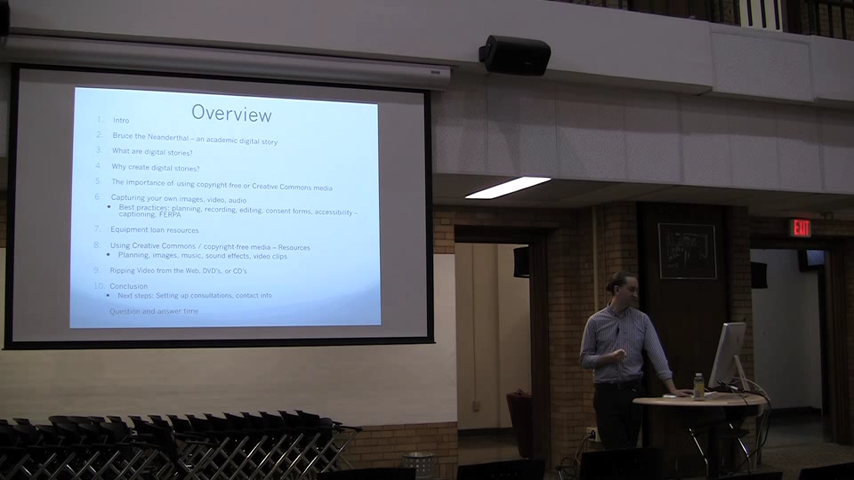 Overview
1. Intro
2. Bruce the Neanderthal – an academic digital story
3. What are digital stories?
4. Why create digital stories?
5. The importance of using copyright-free or Creative Commons media
6. Capturing your own images, video, audio
• Best practices: planning, recording, editing, consent forms, accessibility –
captioning, FERPA
7. Equipment loan resources
8. Using Creative Commons / copyright-free media – Resources
• Planning, images, music, sound effects, video clips
9. Ripping Video from the Web, DVD's, or CD's
10. Conclusion
• Next steps: Setting up consultations, contact info
Question and answer time
EXIT